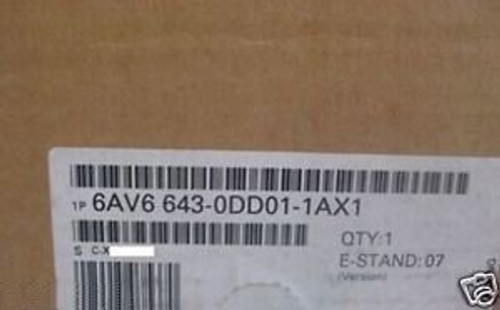 1P 6AV6 643-0DD01-1AX1
QTY:1
S C-X
E-STAND: 07
(Version)